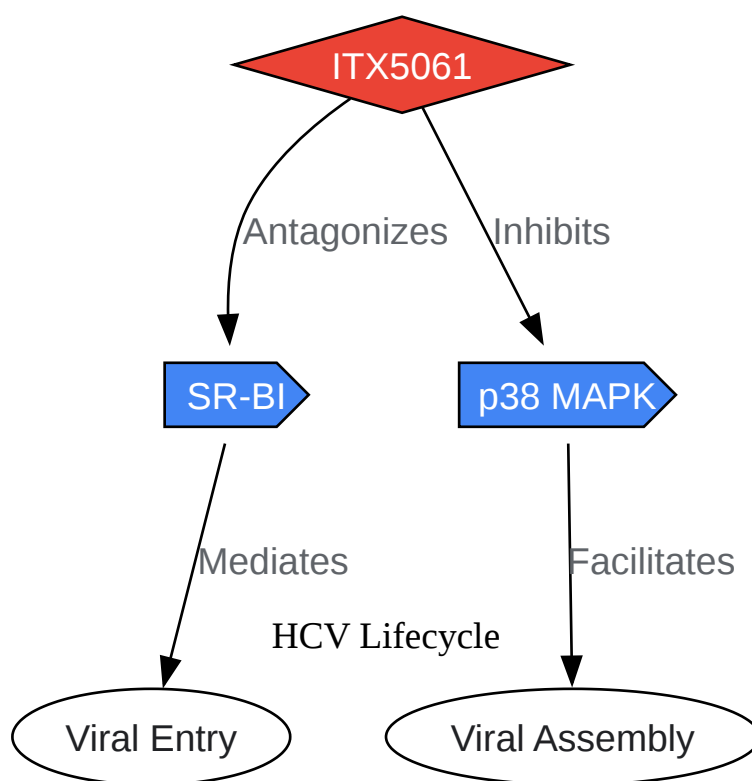 ITX5061
Antagonizes
Inhibits
SR-BI
p38 MAPK
Mediates
Facilitates
HCV Lifecycle
Viral Entry
Viral Assembly